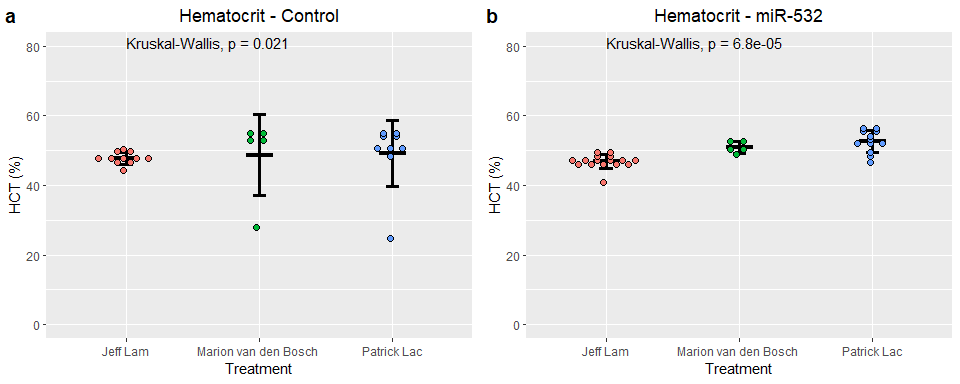 a
Hematocrit - Control
Kruskal-Wallis, p = 0.021
80
60
40
20
0
HCT (%)
Jeff Lam
Marion van den Bosch
Patrick Lac
Treatment
b
Hematocrit - miR-532
Kruskal-Wallis, p = 6.8e-05
80
60
40
20
0
HCT (%)
Jeff Lam
Marion van den Bosch
Patrick Lac
Treatment